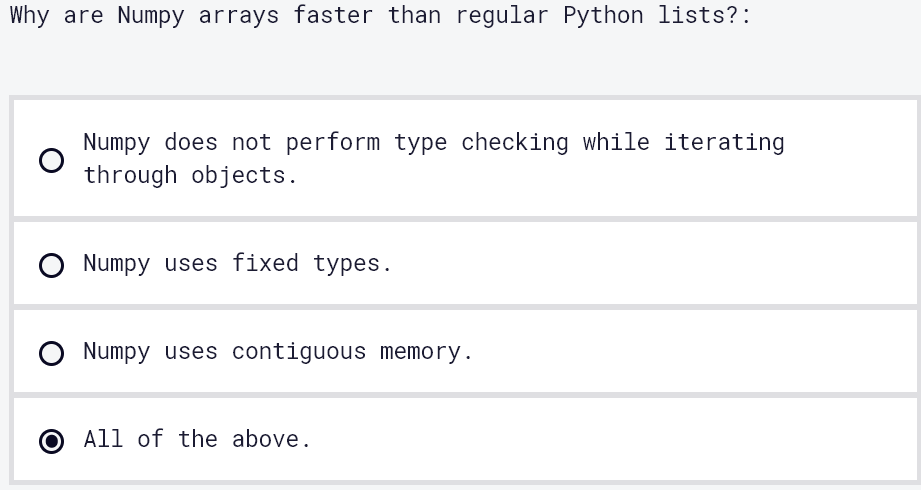 Why are Numpy arrays faster than regular Python lists?:
Numpy does not perform type checking while iterating
through objects.
Numpy uses fixed types.
Numpy uses contiguous memory.
All of the above.